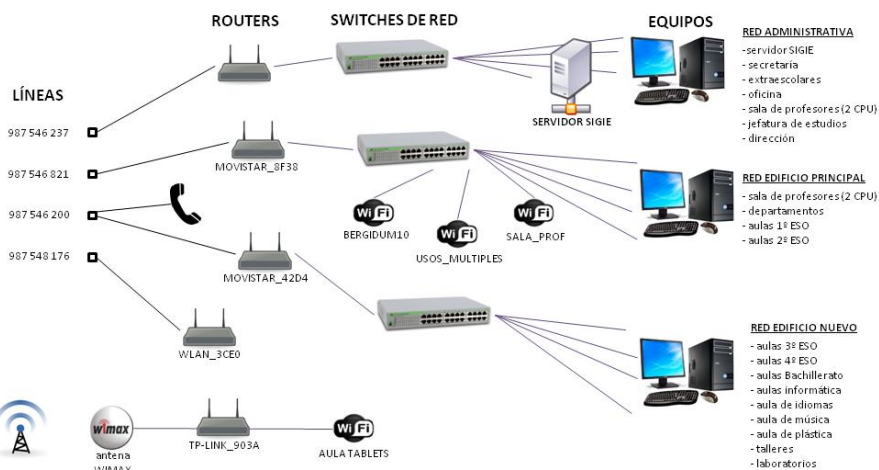 ROUTERS
SWITCHES DE RED
EQUIPOS
LÍNEAS
987 546 237
987 546 821
987 546 200
987 548 176
MOVISTAR_8F38
MOVISTAR_42D4
WLAN_3CE0
wimax
antena
WIMAX
TP-LINK_903A
WiFi
AULA TABLETS
WiFi
BERGIDUM10
WiFi
USOS_MULTIPLES
WiFi
SALA_PROF
SERVIDOR SIGIE
RED ADMINISTRATIVA
-servidor SIGIE
- secretaría
- extraescolares
- oficina
- sala de profesores (2 CPU)
- jefatura de estudios
- dirección
RED EDIFICIO PRINCIPAL
- sala de profesores (2 CPU)
- departamentos
- aulas 1º ESO
- aulas 2º ESO
RED EDIFICIO NUEVO
- aulas 3º ESO
- aulas 4º ESO
- aulas Bachillerato
- aulas informática
- aula de idiomas
- aula de música
- aula de plástica
- talleres
- laboratorios